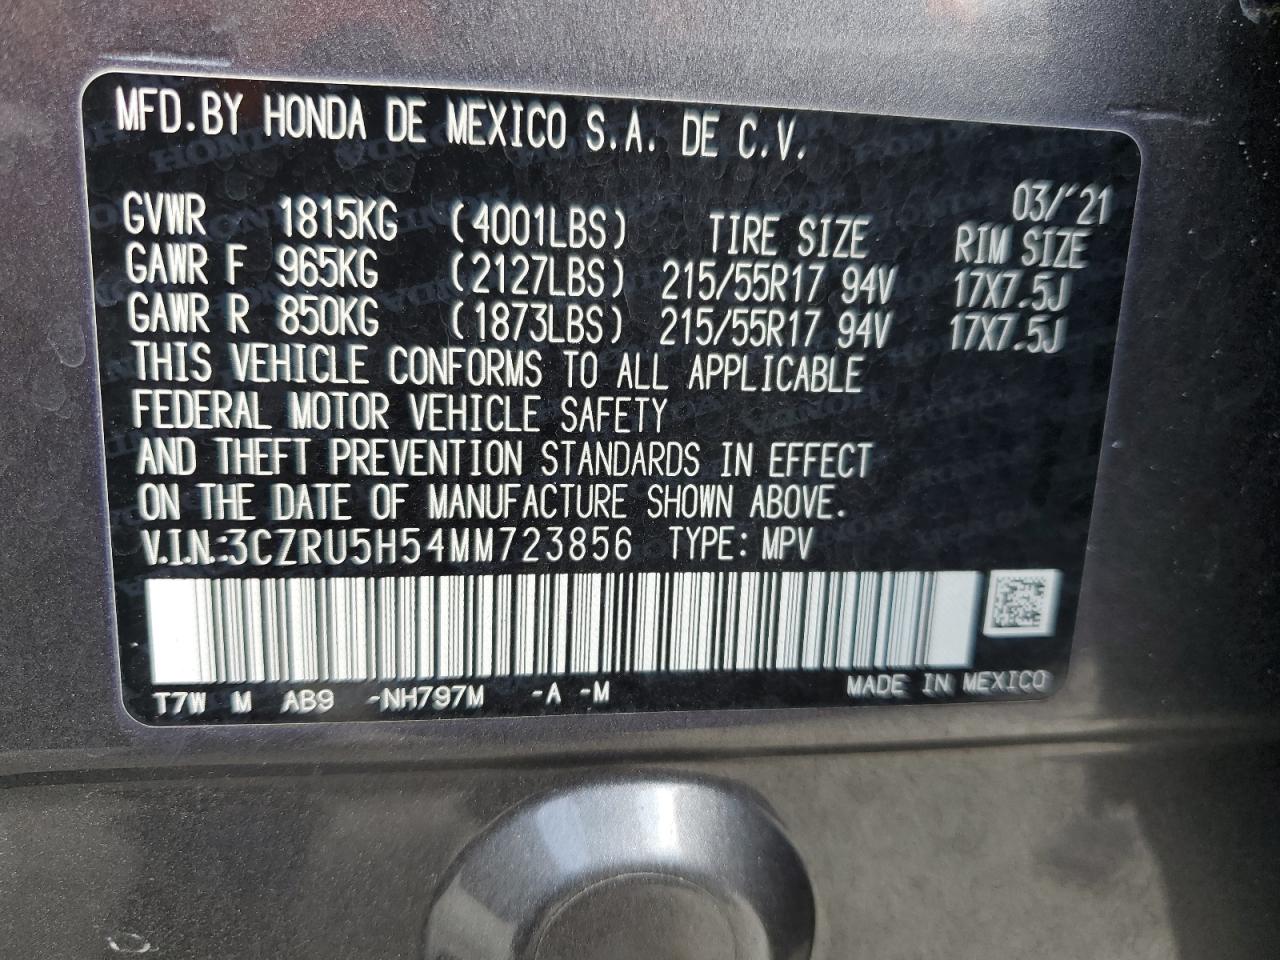 MFD.BY HONDA DE MEXICO S.A. DE C.V.
03/'21
GVWR 1815KG (4001LBS) TIRE SIZE RIM SIZE
GAWR F 965KG (2127LBS) 215/55R17 94V 17X7.5J
GAWR R 850KG (1873LBS) 215/55R17 94V 17X7.5J
THIS VEHICLE CONFORMS TO ALL APPLICABLE
FEDERAL MOTOR VEHICLE SAFETY
AND THEFT PREVENTION STANDARDS IN EFFECT
ON THE DATE OF MANUFACTURE SHOWN ABOVE.
V.I.N.:3CZRU5H54MM723856 TYPE: MPV
T7W M AB9 -NH797M -A -M MADE IN MEXICO